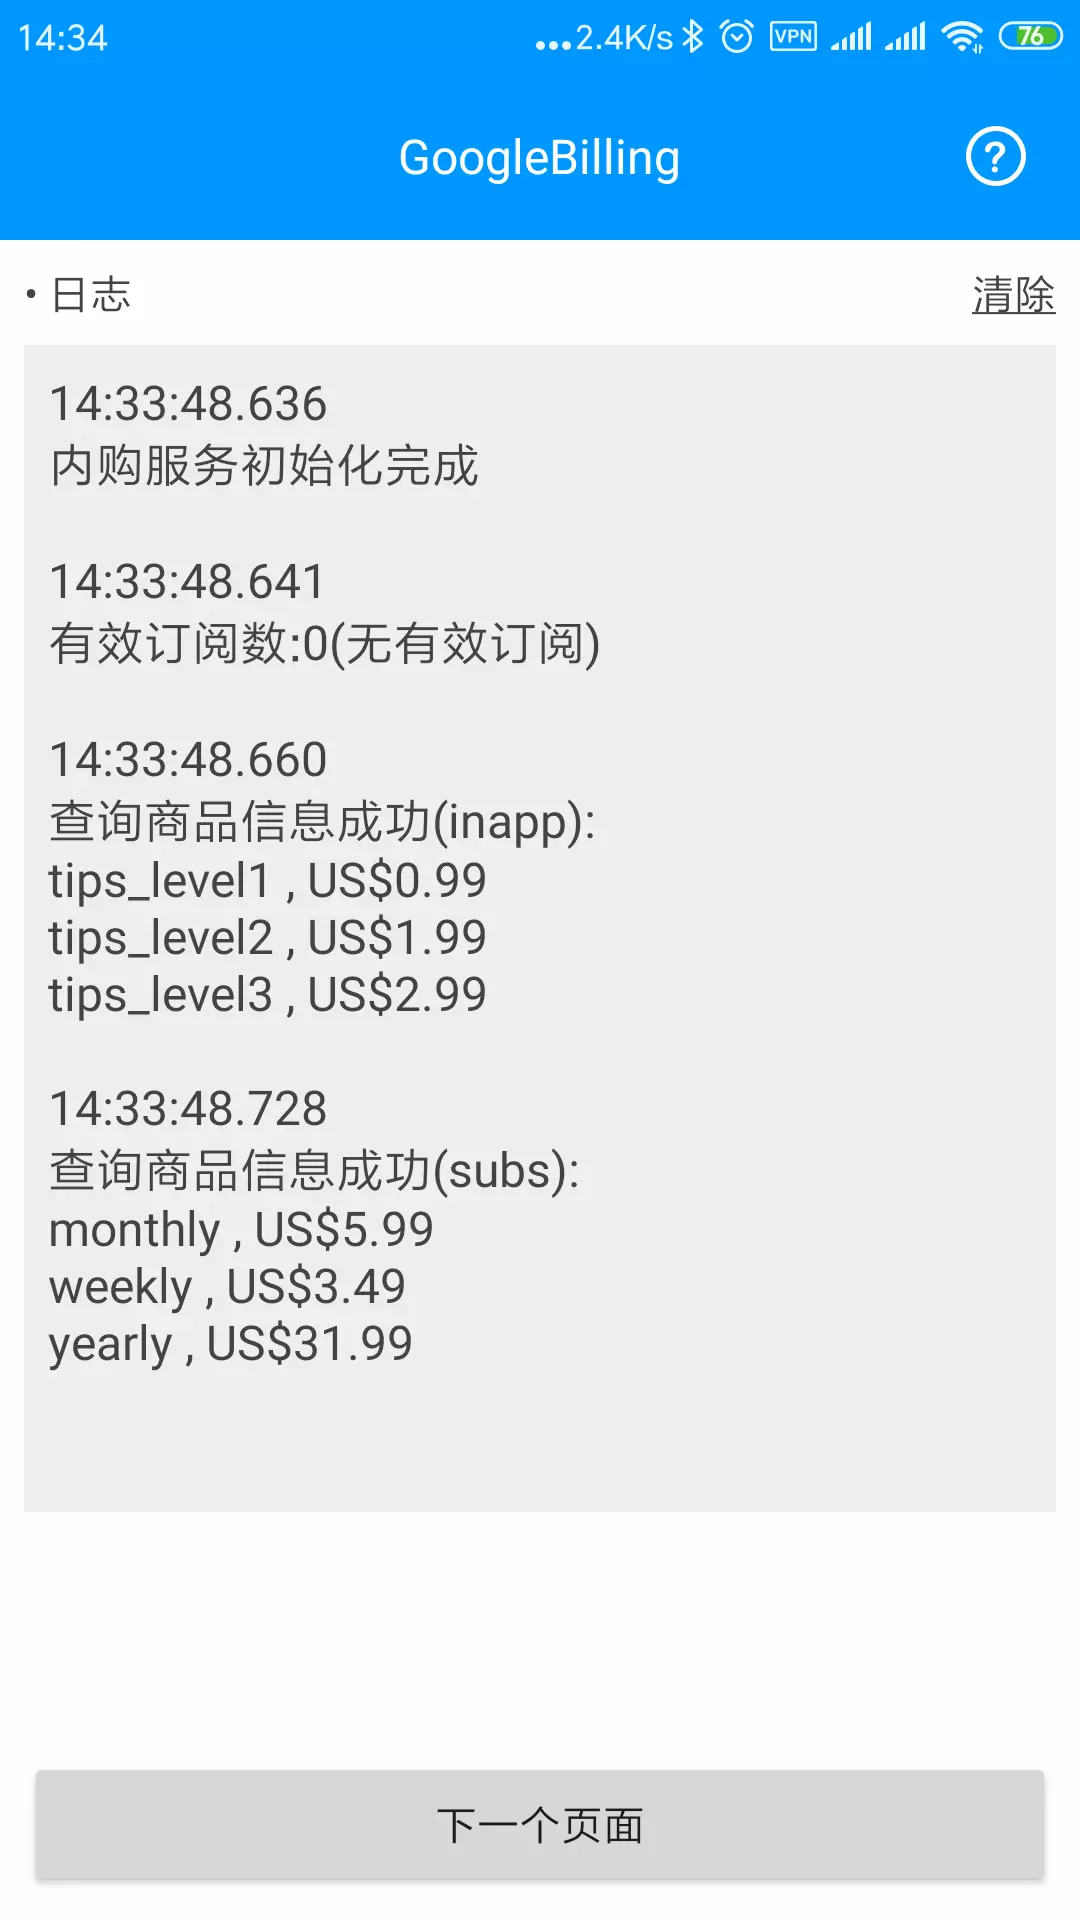 14:34
...2.4K/s VPN 76
GoogleBilling
?
• 日志
清除
14:33:48.636
内购服务初始化完成
14:33:48.641
有效订阅数:0(无有效订阅)
14:33:48.660
查询商品信息成功(inapp):
tips_level1 , US$0.99
tips_level2 , US$1.99
tips_level3 , US$2.99
14:33:48.728
查询商品信息成功(subs):
monthly , US$5.99
weekly , US$3.49
yearly , US$31.99
下一个页面